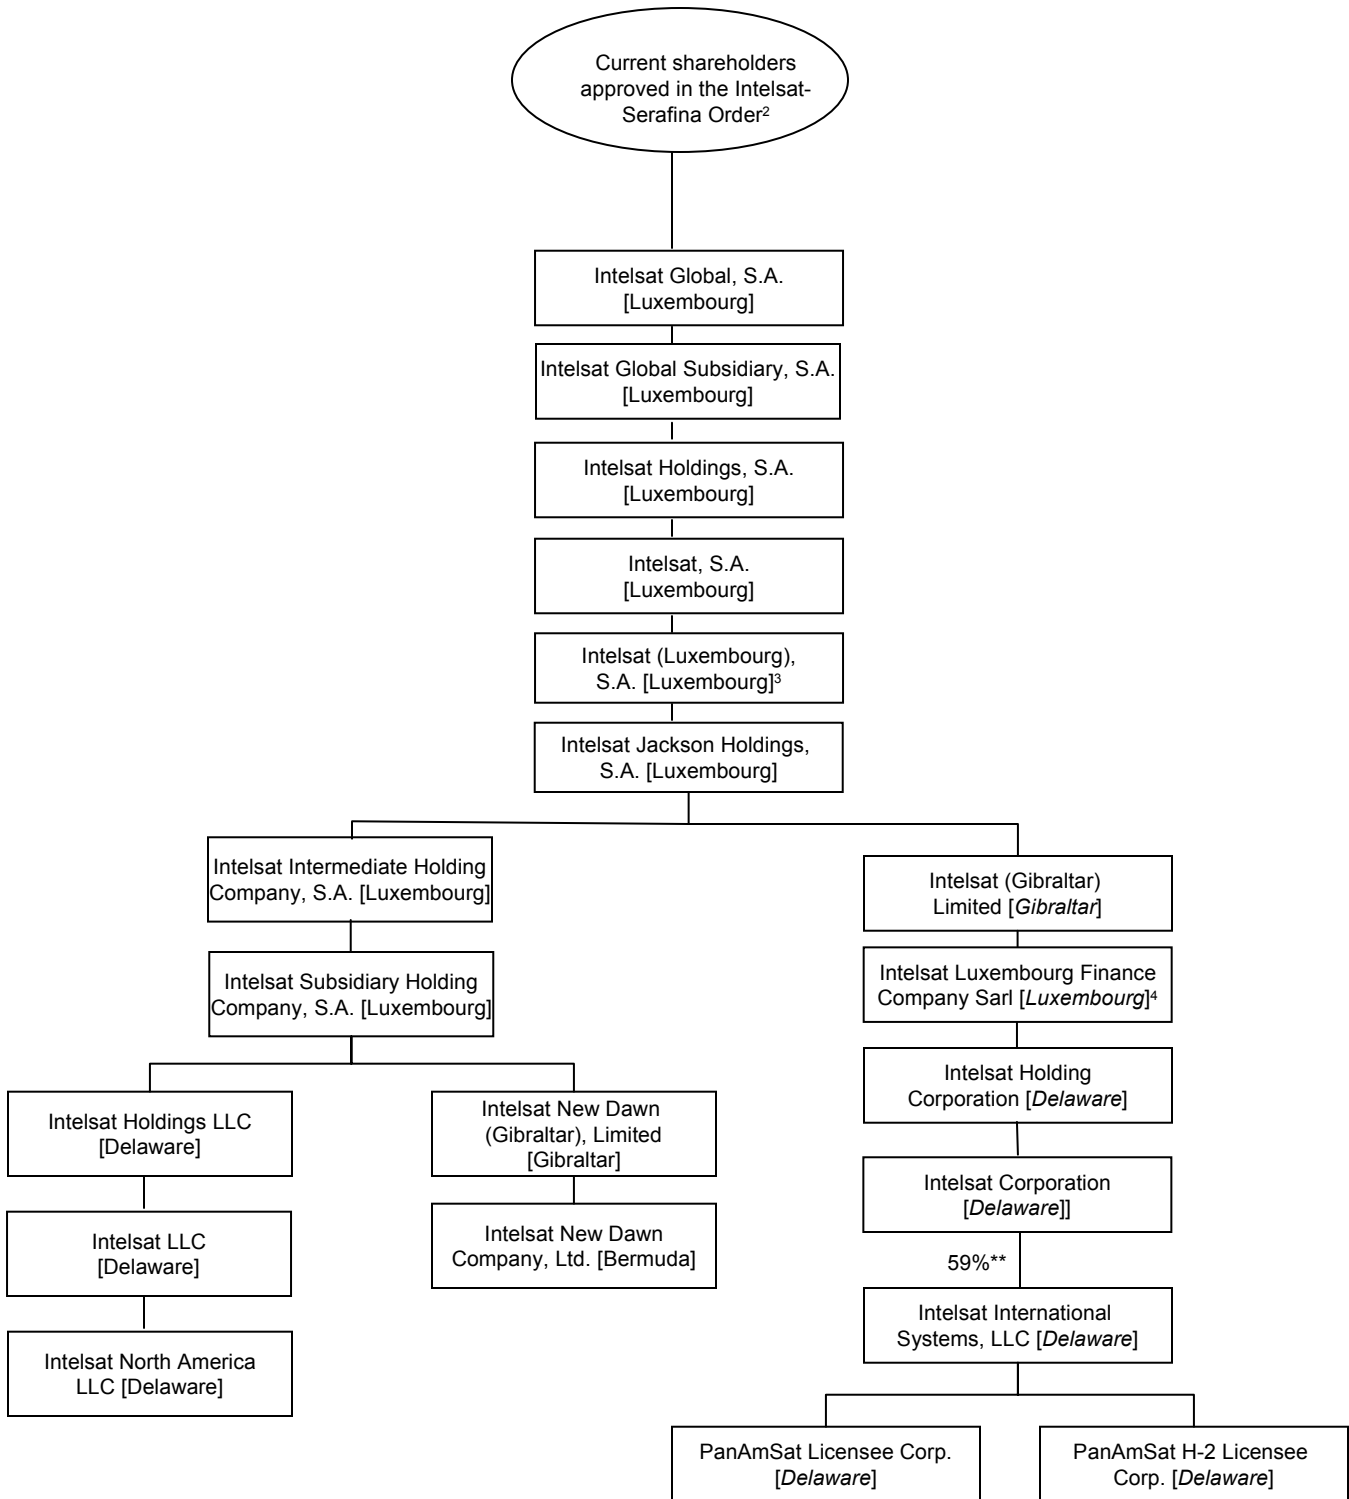 Current shareholders
approved in the Intelsat-
Serafina Order²
Intelsat Global, S.A.
[Luxembourg]
Intelsat Global Subsidiary, S.A.
[Luxembourg]
Intelsat Holdings, S.A.
[Luxembourg]
Intelsat, S.A.
[Luxembourg]
Intelsat (Luxembourg),
S.A. [Luxembourg]³
Intelsat Jackson Holdings,
S.A. [Luxembourg]
Intelsat Intermediate Holding
Company, S.A. [Luxembourg]
Intelsat Subsidiary Holding
Company, S.A. [Luxembourg]
Intelsat Holdings LLC
[Delaware]
Intelsat LLC
[Delaware]
Intelsat North America
LLC [Delaware]
Intelsat New Dawn
(Gibraltar), Limited
[Gibraltar]
Intelsat New Dawn
Company, Ltd. [Bermuda]
Intelsat (Gibraltar)
Limited [Gibraltar]
Intelsat Luxembourg Finance
Company Sarl [Luxembourg]⁴
Intelsat Holding
Corporation [Delaware]
Intelsat Corporation
[Delaware]]
59%**
Intelsat International
Systems, LLC [Delaware]
PanAmSat Licensee Corp.
[Delaware]
PanAmSat H-2 Licensee
Corp. [Delaware]